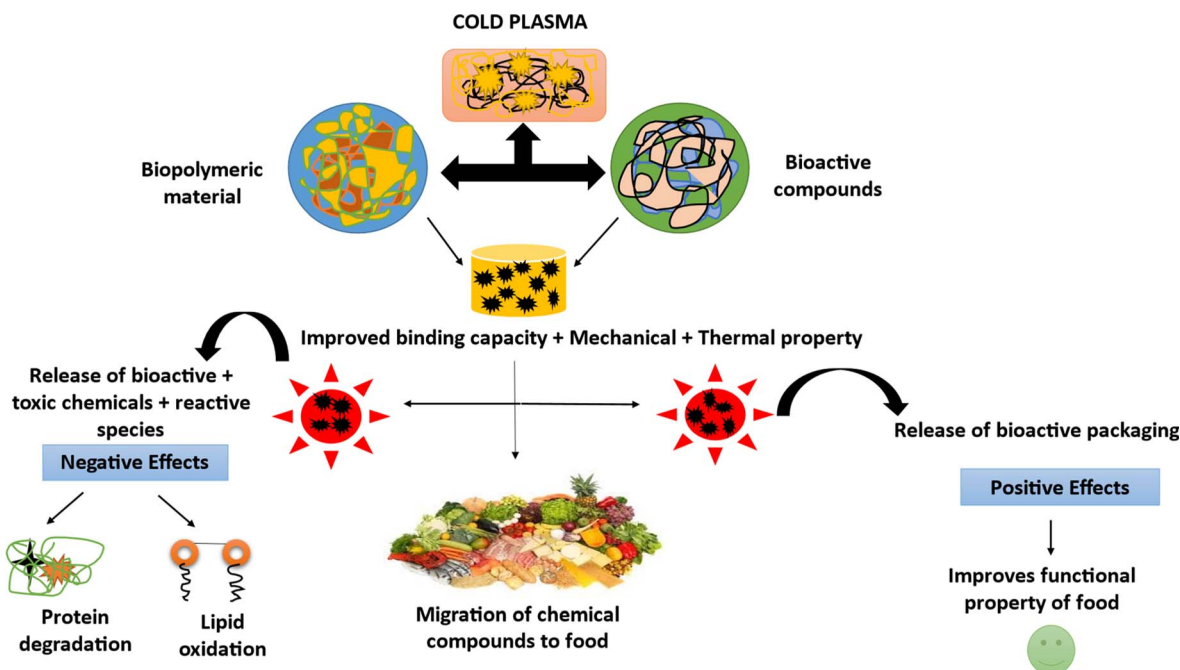 COLD PLASMA
Biopolymeric
material
Bioactive
compounds
Improved binding capacity + Mechanical + Thermal property
Release of bioactive +
toxic chemicals + reactive
species
Negative Effects
Protein
degradation
Lipid
oxidation
Migration of chemical
compounds to food
Release of bioactive packaging
Positive Effects
Improves functional
property of food